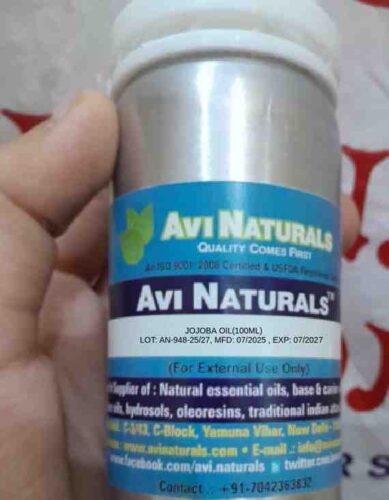 AVI NATURALS
QUALITY COMES FIRST
An ISO 9001: 2008 Certified & USFDA Registered
AVI NATURALS™
JOJOBA OIL(100ML)
LOT: AN-948-25/27, MFD: 07/2025 , EXP: 07/2027
(For External Use Only)
Supplier of : Natural essential oils, base &
oils, hydrosols, oleoresins, traditional indian
C-3/43, C-Block, Yamuna Vihar, New Delhi
www.avinaturals.com • E-mail :
www.facebook.com/avi.naturals twitter.com
Contact : +91-7042363832